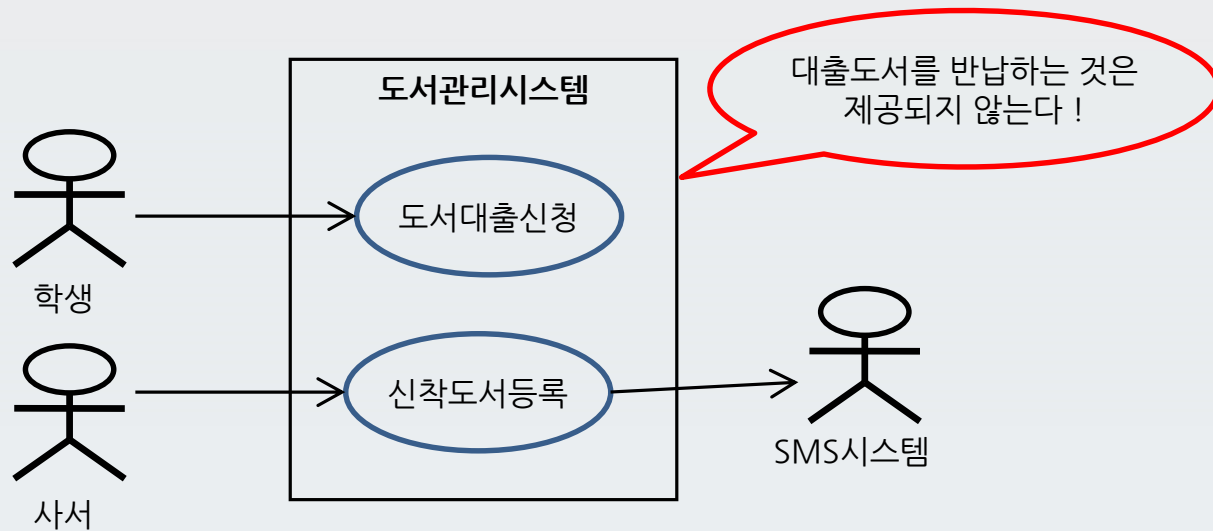 도서관리시스템
대출도서를 반납하는 것은
제공되지 않는다 !
도서대출신청
학생
신착도서등록
SMS시스템
사서